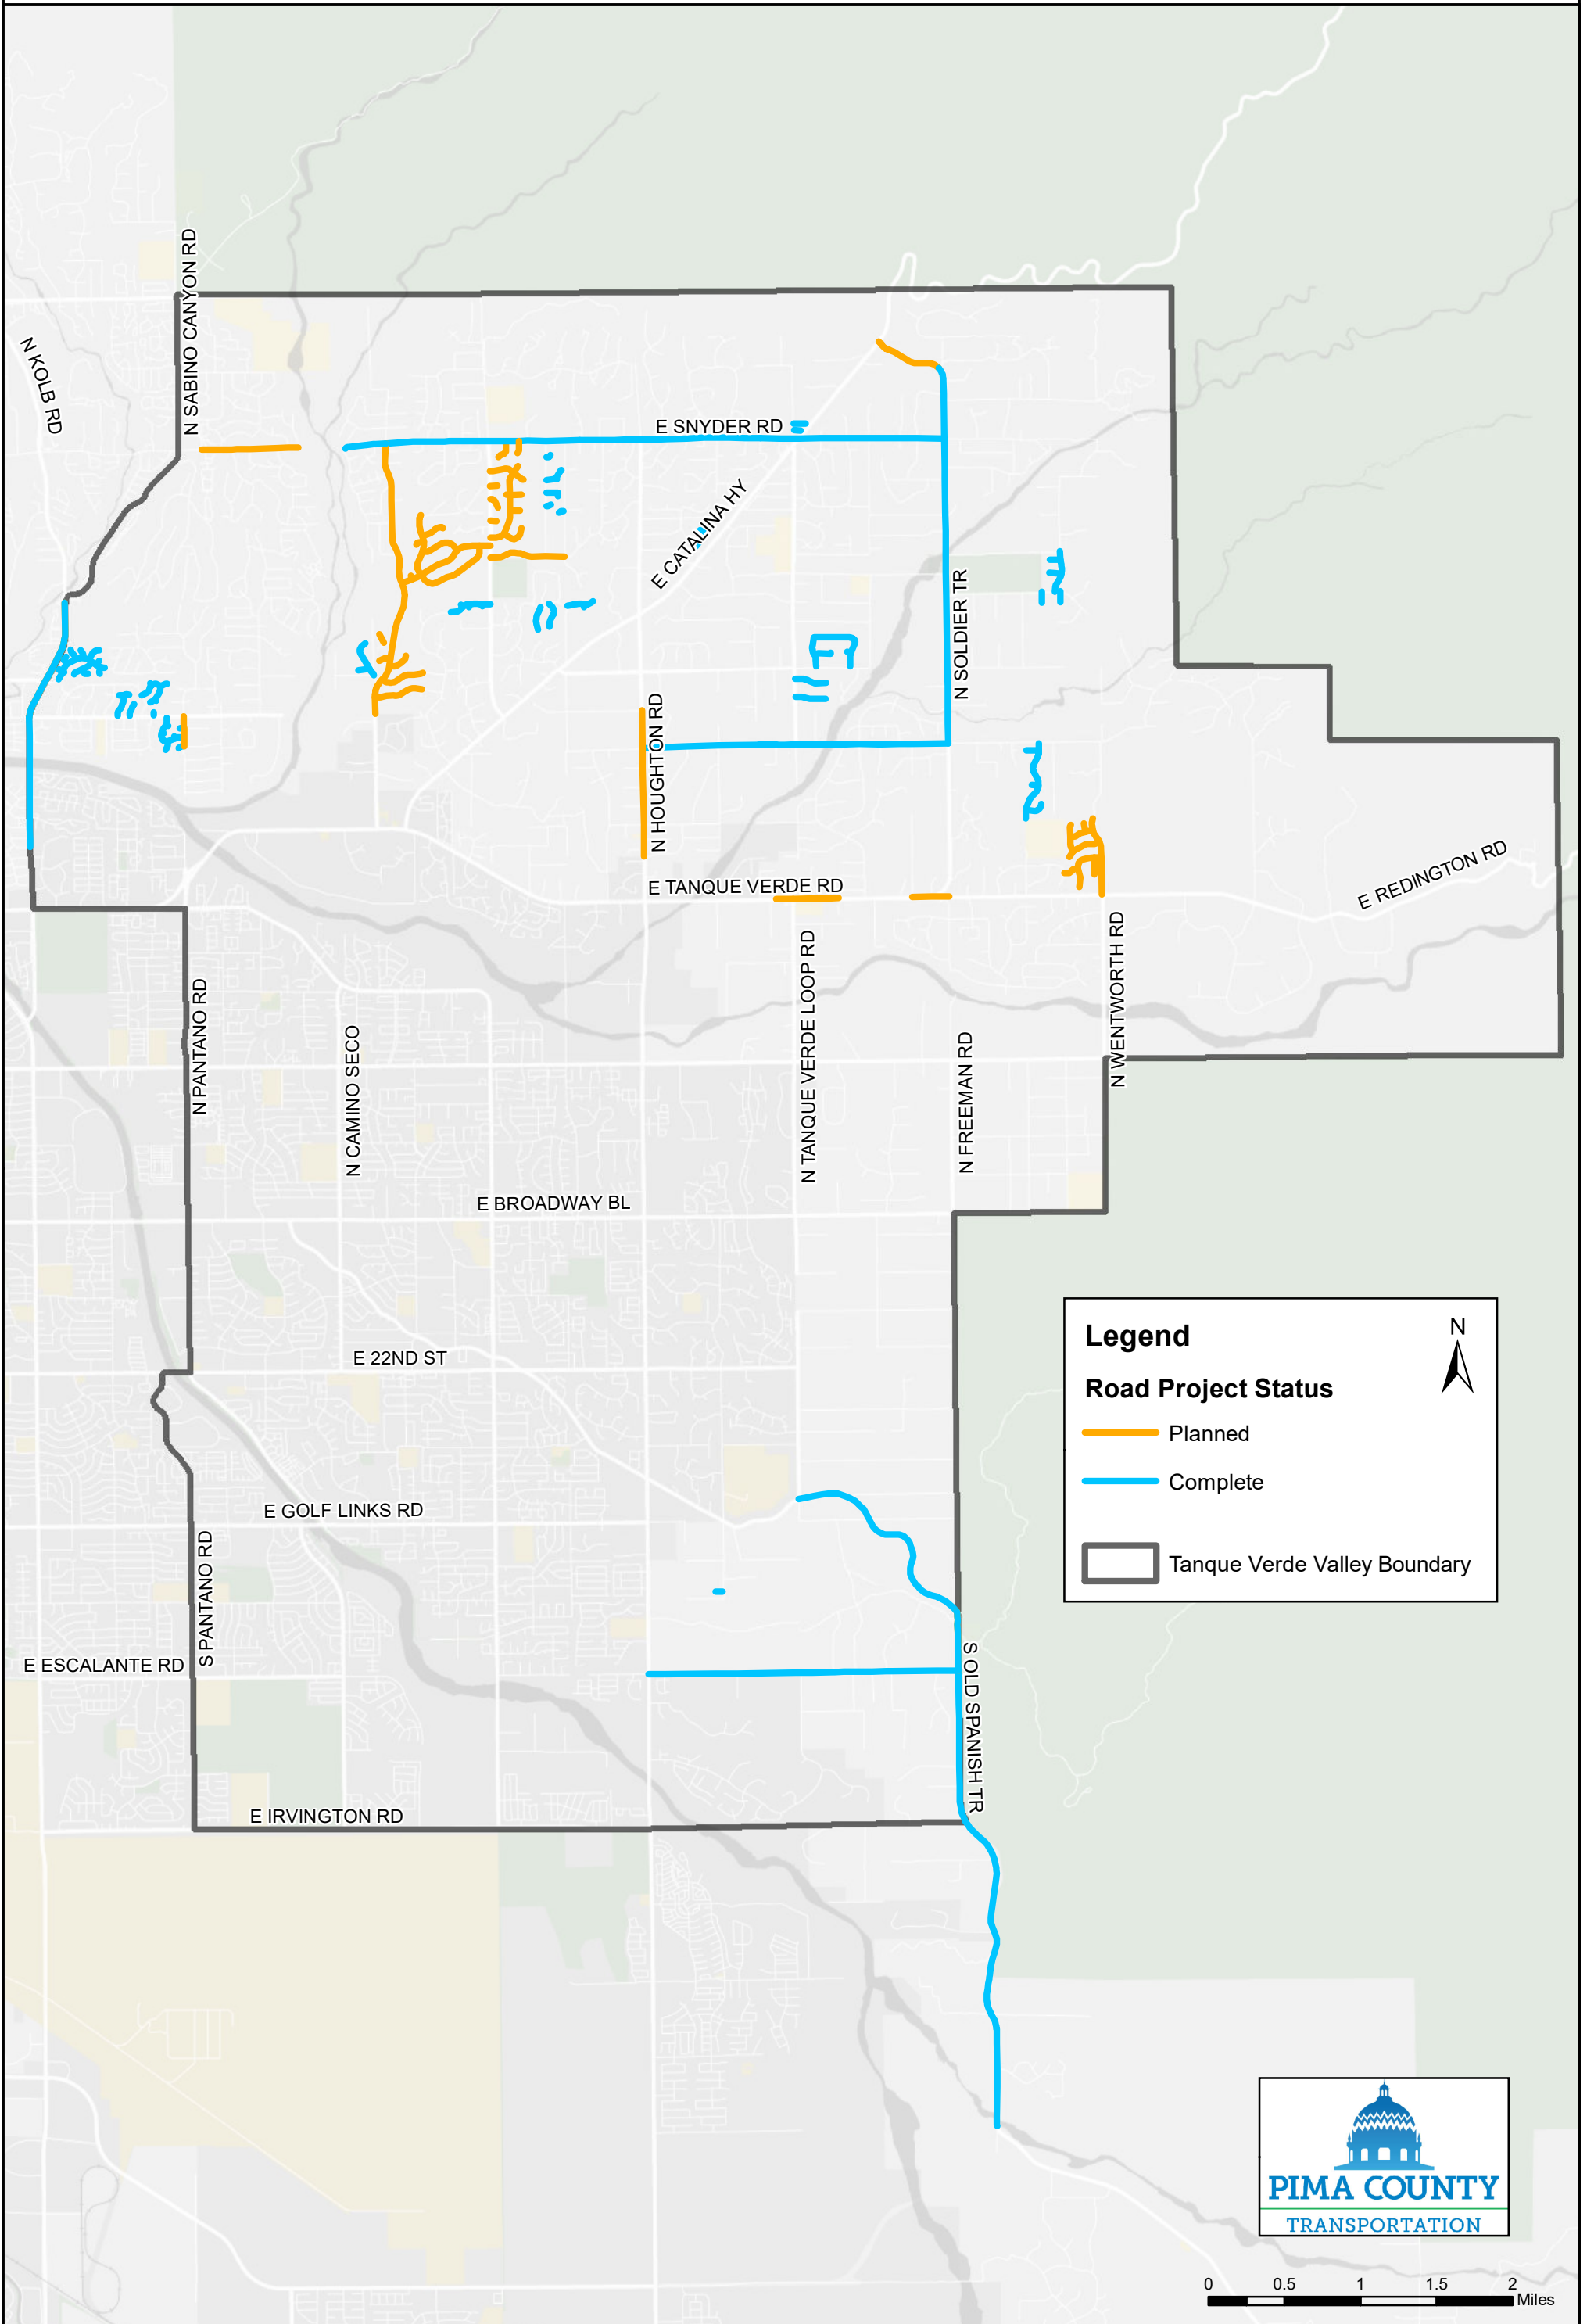 N SABINO CANYON RD
N KOLB RD
E SNYDER RD
E CATALINA HY
N SOLDIER TR
N HOUGHTON RD
E TANQUE VERDE RD
E REDINGTON RD
N PANTANO RD
N CAMINO SECO
N TANQUE VERDE LOOP RD
N FREEMAN RD
N WENTWORTH RD
E BROADWAY BL
E 22ND ST
E GOLF LINKS RD
S PANTANO RD
E ESCALANTE RD
S OLD SPANISH TR
E IRVINGTON RD
Legend
N
Road Project Status
Planned
Complete
Tanque Verde Valley Boundary
PIMA COUNTY
TRANSPORTATION
0 0.5 1 1.5 2
Miles